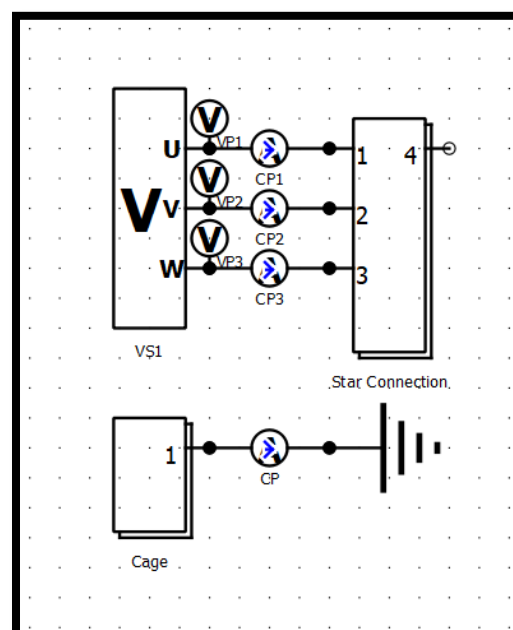 V
VP1
U
1
4
CP1
V
VP2
V
V
2
CP2
V
VP3
W
3
CP3
VS1
Star Connection
1
CP
Cage